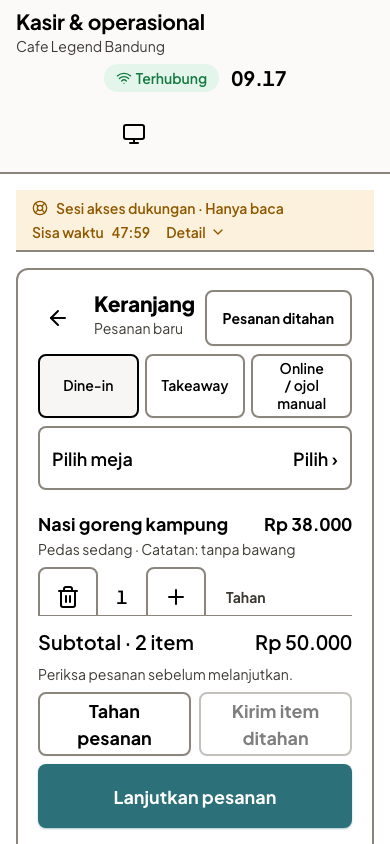 Kasir & operasional
Cafe Legend Bandung
Terhubung 09.17
Sesi akses dukungan · Hanya baca
Sisa waktu 47:59 Detail
Keranjang
Pesanan baru
Pesanan ditahan
Dine-in
Takeaway
Online
/ ojol
manual
Pilih meja Pilih ›
Nasi goreng kampung Rp 38.000
Pedas sedang · Catatan: tanpa bawang
1 + Tahan
Subtotal · 2 item Rp 50.000
Periksa pesanan sebelum melanjutkan.
Tahan
pesanan
Kirim item
ditahan
Lanjutkan pesanan